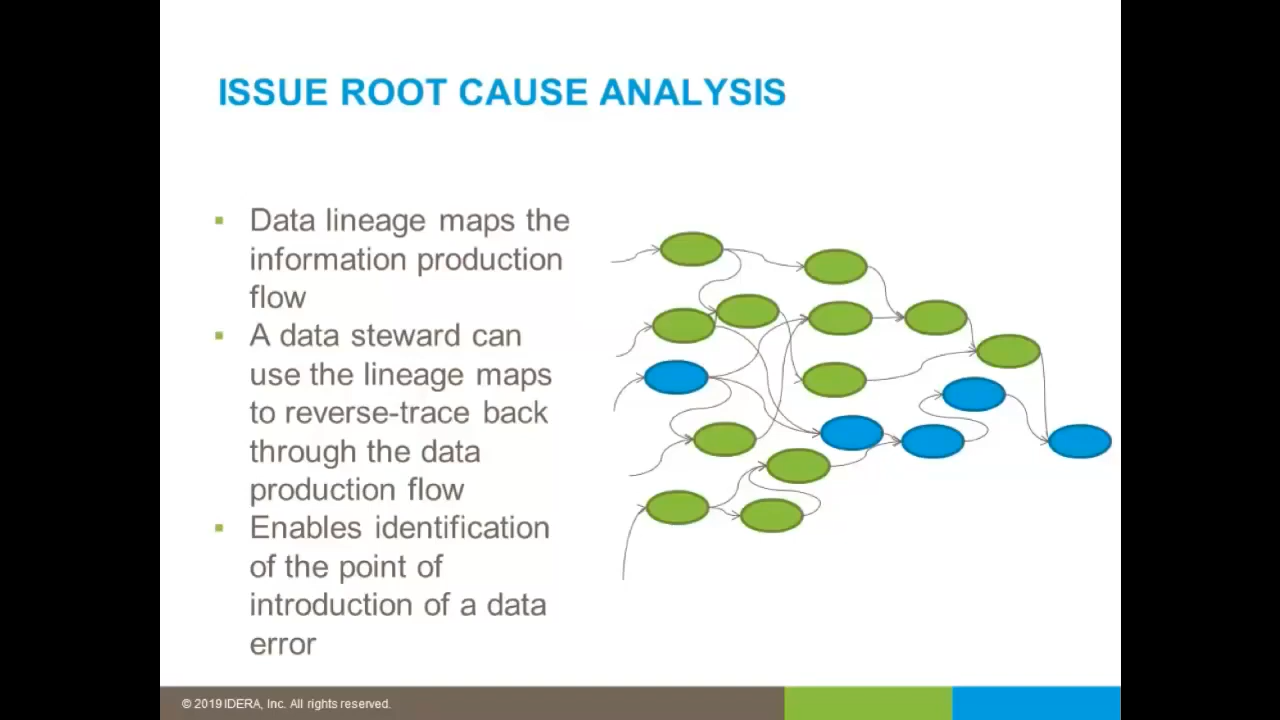 ISSUE ROOT CAUSE ANALYSIS
▪ Data lineage maps the
information production
flow
▪ A data steward can
use the lineage maps
to reverse-trace back
through the data
production flow
▪ Enables identification
of the point of
introduction of a data
error
© 2019 IDERA, Inc. All rights reserved.